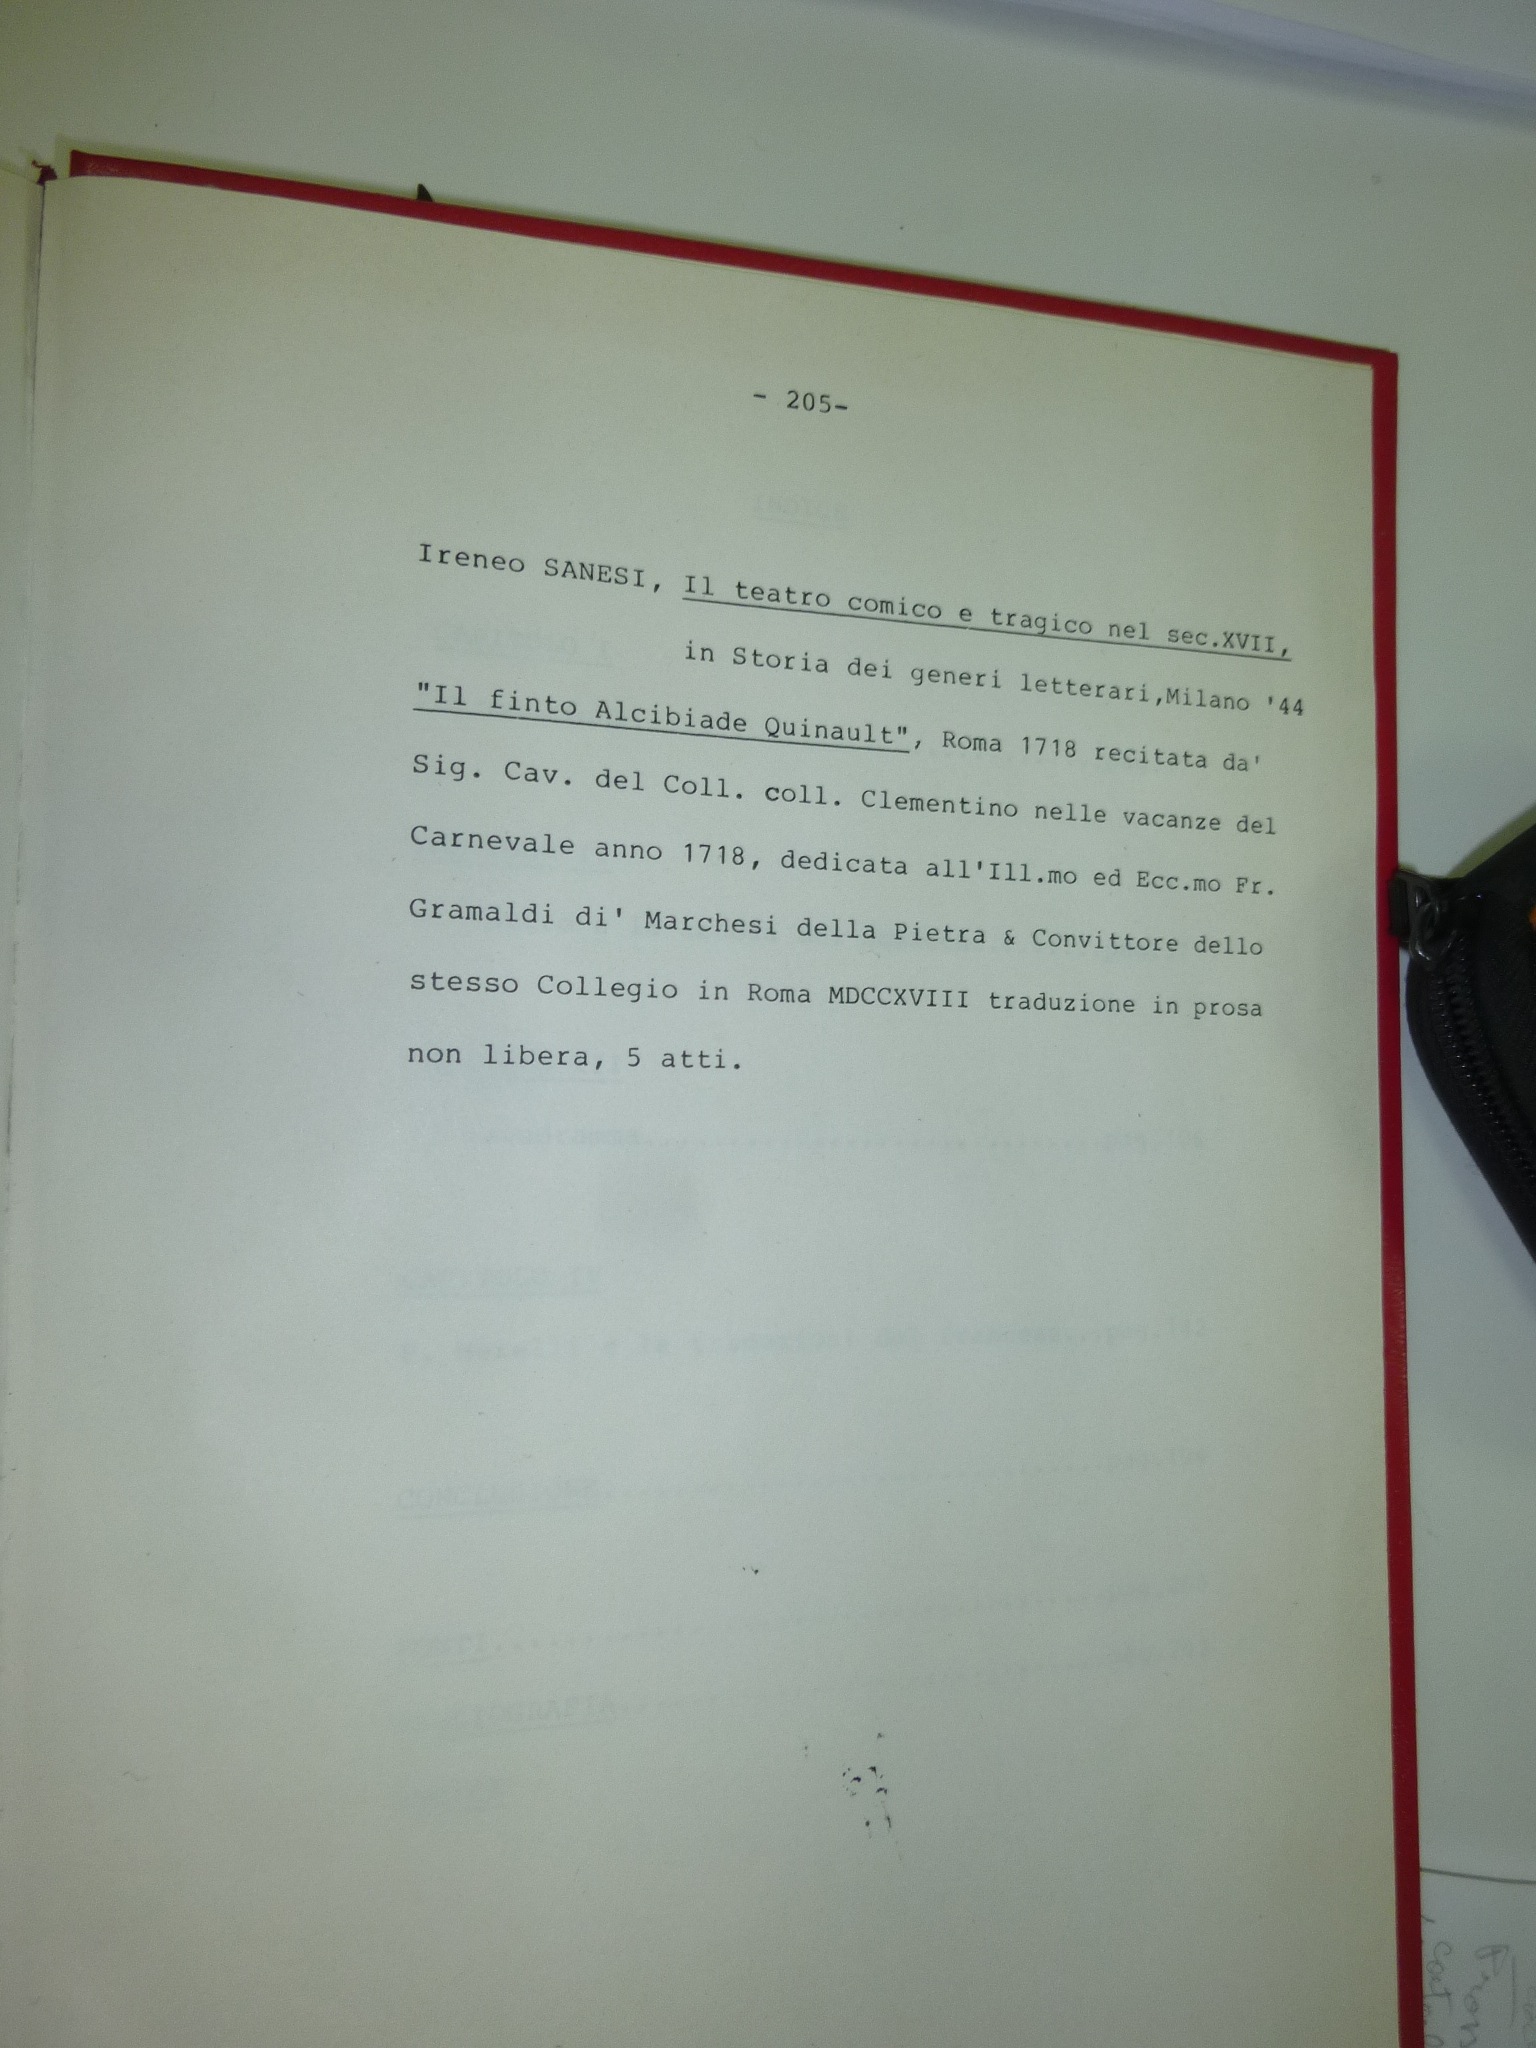 - 205-
Ireneo SANESI, Il teatro comico e tragico nel sec.XVII,
in Storia dei generi letterari,Milano '44
"Il finto Alcibiade Quinault", Roma 1718 recitata da'
Sig. Cav. del Coll. coll. Clementino nelle vacanze del
Carnevale anno 1718, dedicata all'Ill.mo ed Ecc.mo Fr.
Gramaldi di' Marchesi della Pietra & Convittore dello
stesso Collegio in Roma MDCCXVIII traduzione in prosa
non libera, 5 atti.